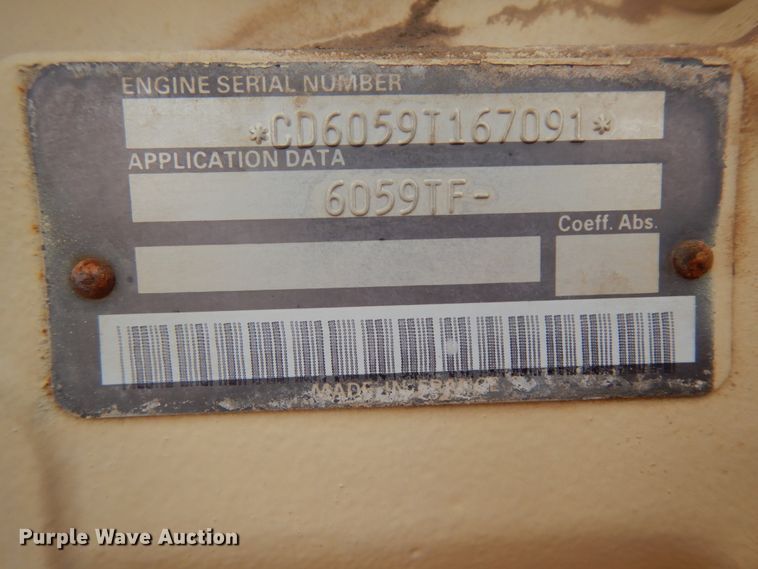 ENGINE SERIAL NUMBER
*CD6059T167091*
APPLICATION DATA
6059TF-
Coeff. Abs.
MADE IN FRANCE
Purple Wave Auction